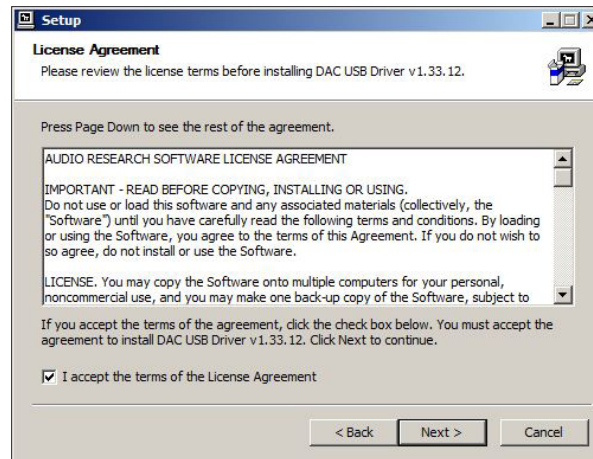 Setup
License Agreement
Please review the license terms before installing DAC USB Driver v1.33.12.
Press Page Down to see the rest of the agreement.
AUDIO RESEARCH SOFTWARE LICENSE AGREEMENT
IMPORTANT - READ BEFORE COPYING, INSTALLING OR USING.
Do not use or load this software and any associated materials (collectively, the
"Software") until you have carefully read the following terms and conditions. By loading
or using the Software, you agree to the terms of this Agreement. If you do not wish to
so agree, do not install or use the Software.
LICENSE. You may copy the Software onto multiple computers for your personal,
noncommercial use, and you may make one back-up copy of the Software, subject to
If you accept the terms of the agreement, click the check box below. You must accept the
agreement to install DAC USB Driver v1.33.12. Click Next to continue.
I accept the terms of the License Agreement
< Back Next > Cancel